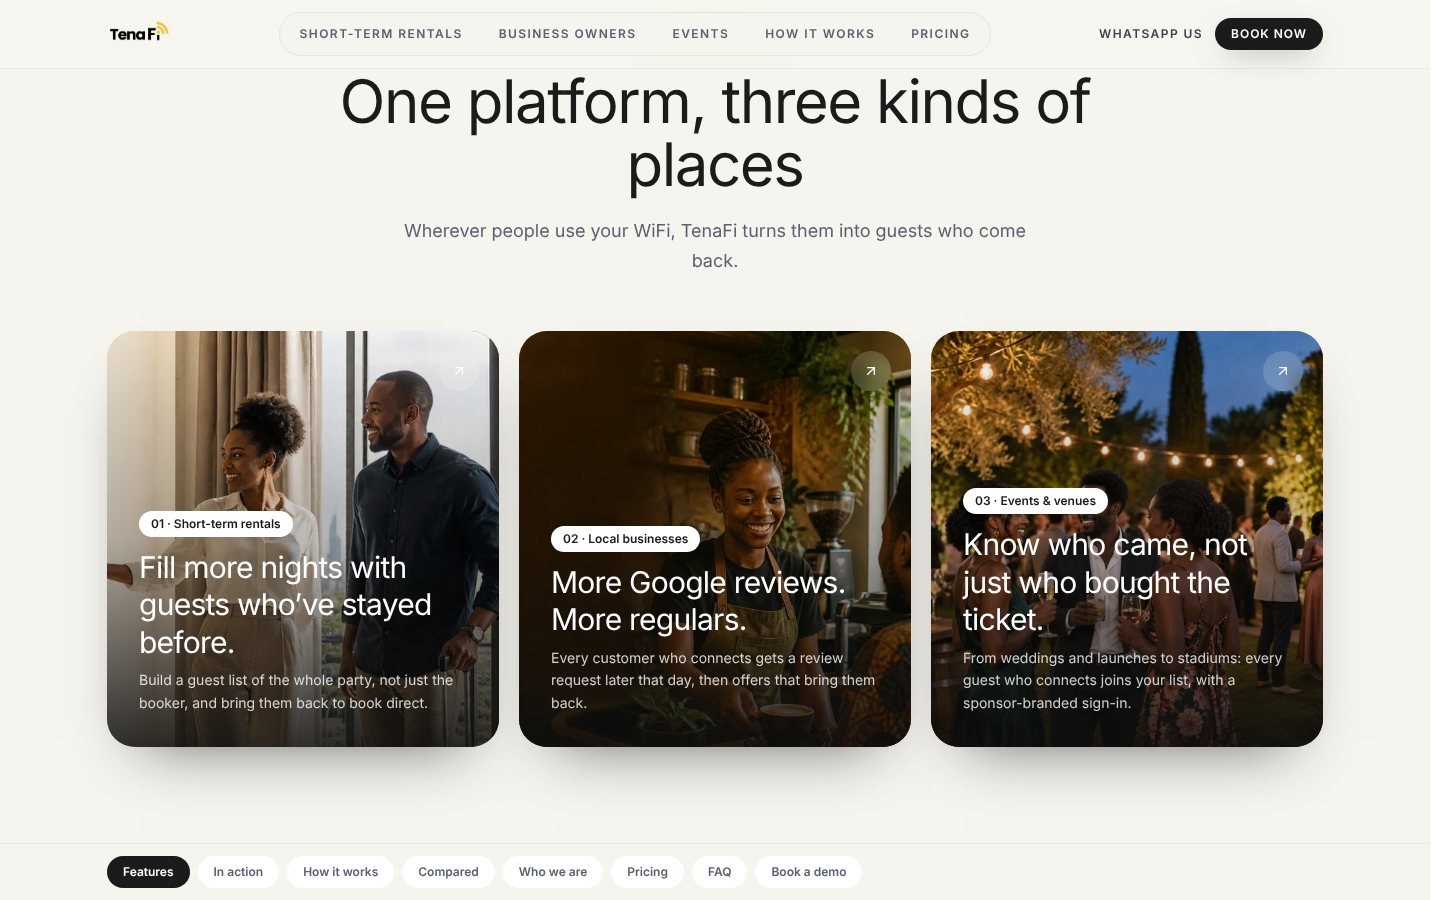 TenaFi
SHORT-TERM RENTALS
BUSINESS OWNERS
EVENTS
HOW IT WORKS
PRICING
WHATSAPP US
BOOK NOW
One platform, three kinds of
places
Wherever people use your WiFi, TenaFi turns them into guests who come
back.
01 · Short-term rentals
Fill more nights with
guests who’ve stayed
before.
Build a guest list of the whole party, not just the
booker, and bring them back to book direct.
02 · Local businesses
More Google reviews.
More regulars.
Every customer who connects gets a review
request later that day, then offers that bring them
back.
03 · Events & venues
Know who came, not
just who bought the
ticket.
From weddings and launches to stadiums: every
guest who connects joins your list, with a
sponsor-branded sign-in.
Features
In action
How it works
Compared
Who we are
Pricing
FAQ
Book a demo